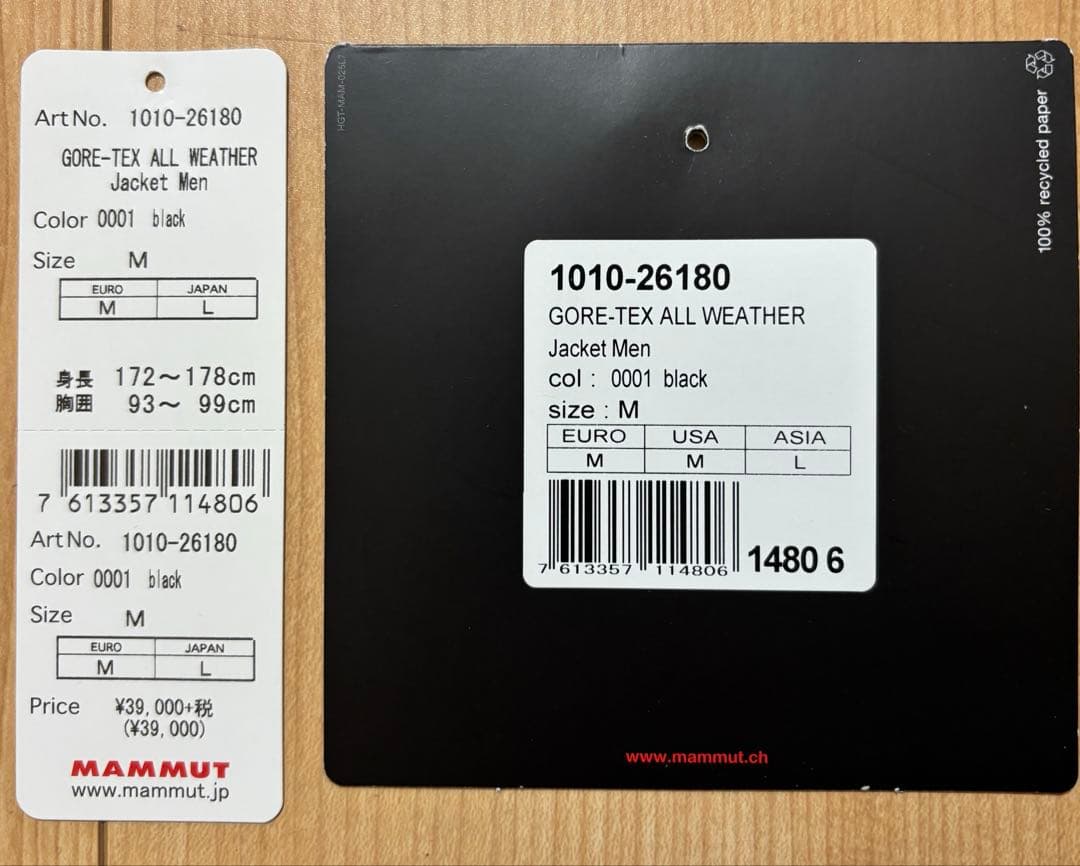 Art No. 1010-26180
GORE-TEX ALL WEATHER
Jacket Men
Color 0001 black
Size M
EURO JAPAN
M L
身長 172～178cm
胸囲 93～ 99cm
7 613357 114806
Art No. 1010-26180
Color 0001 black
Size M
EURO JAPAN
M L
Price ¥39,000+税
(¥39,000)
MAMMUT
www.mammut.jp
HGT-MAM-025L7
100% recycled paper
1010-26180
GORE-TEX ALL WEATHER
Jacket Men
col : 0001 black
size : M
EURO USA ASIA
M M L
7 613357 114806
1480 6
www.mammut.ch